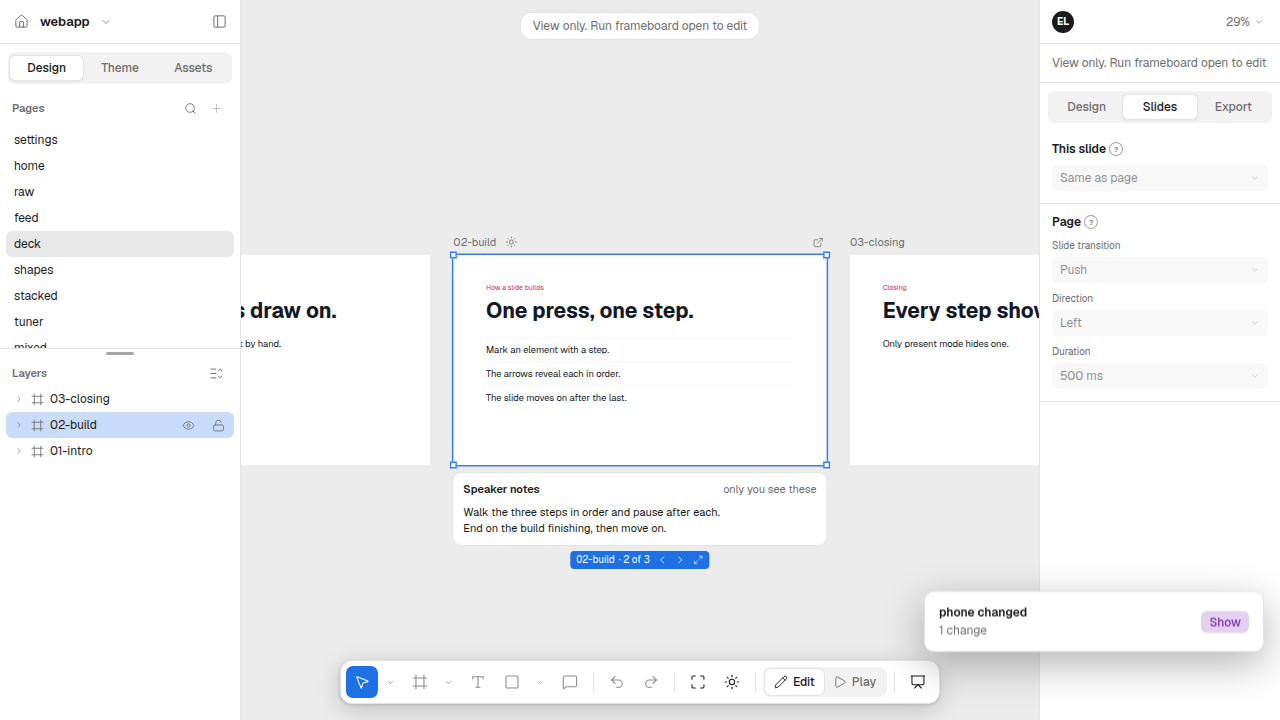 webapp
Design
Theme
Assets
Pages
settings
home
raw
feed
deck
shapes
stacked
tuner
Layers
03-closing
02-build
01-intro
View only. Run frameboard open to edit
02-build
03-closing
s draw on.
t by hand.
How a slide builds
One press, one step.
Mark an element with a step.
The arrows reveal each in order.
The slide moves on after the last.
Closing
Every step show
Only present mode hides one.
Speaker notes
only you see these
Walk the three steps in order and pause after each.
End on the build finishing, then move on.
02-build · 2 of 3
Edit
Play
EL
29%
View only. Run frameboard open to edit
Design
Slides
Export
This slide
?
Same as page
Page
?
Slide transition
Push
Direction
Left
Duration
500 ms
phone changed
1 change
Show